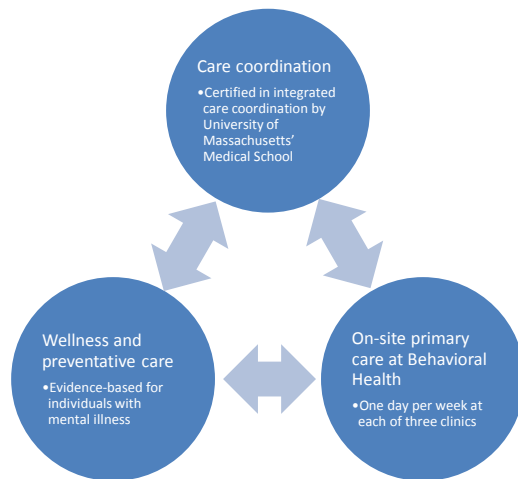 Care coordination
•Certified in integrated
care coordination by
University of
Massachusetts'
Medical School
Wellness and
preventative care
•Evidence-based for
individuals with
mental illness
On-site primary
care at Behavioral
Health
•One day per week at
each of three clinics